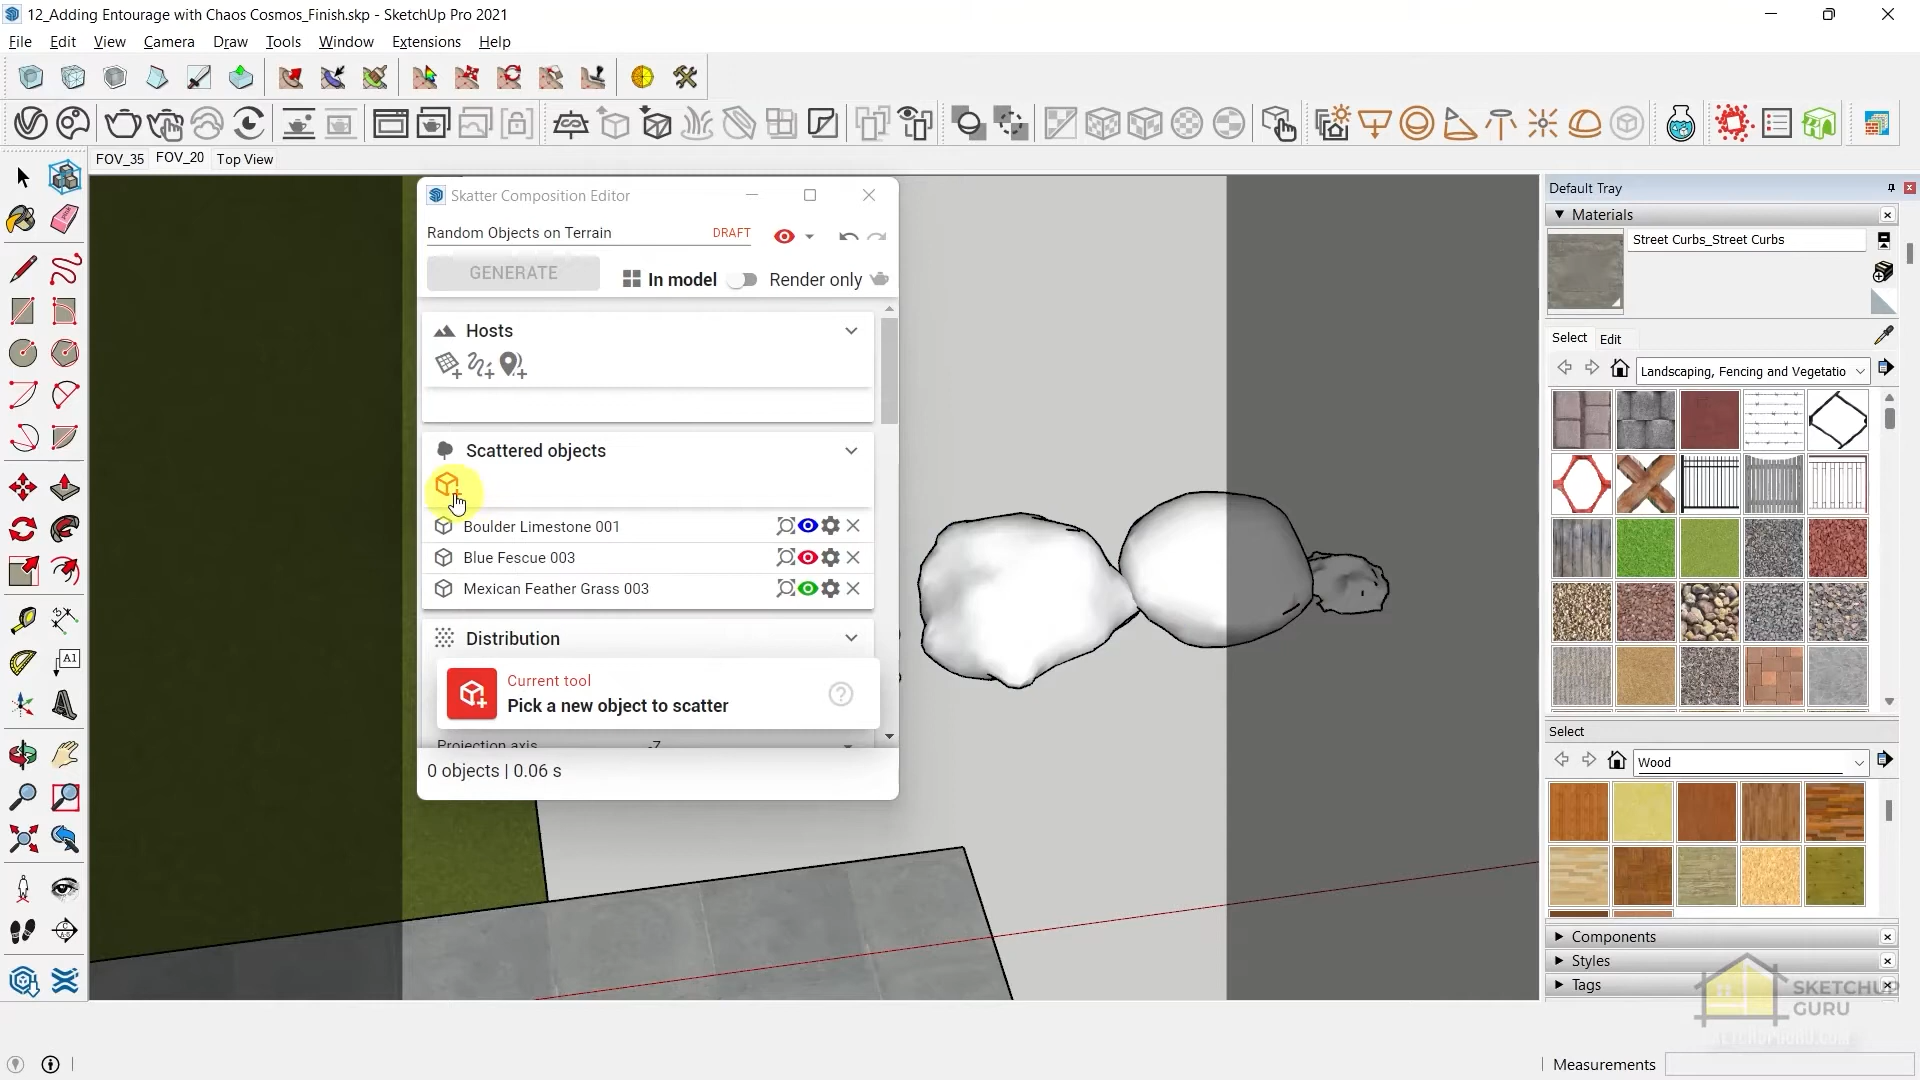 12_Adding Entourage with Chaos Cosmos_Finish.skp - SketchUp Pro 2021
File Edit View Camera Draw Tools Window Extensions Help
FOV_35 FOV_20 Top View
Skatter Composition Editor
Random Objects on Terrain DRAFT
GENERATE In model Render only
Hosts
Scattered objects
Boulder Limestone 001
Blue Fescue 003
Mexican Feather Grass 003
Distribution
Current tool
Pick a new object to scatter
Projection axis -Z
0 objects | 0.06 s
A1
Default Tray
Materials
Street Curbs_Street Curbs
Select Edit
Landscaping, Fencing and Vegetatio
Select
Wood
Components
Styles
Tags
SKETCHUP
GURU
Measurements